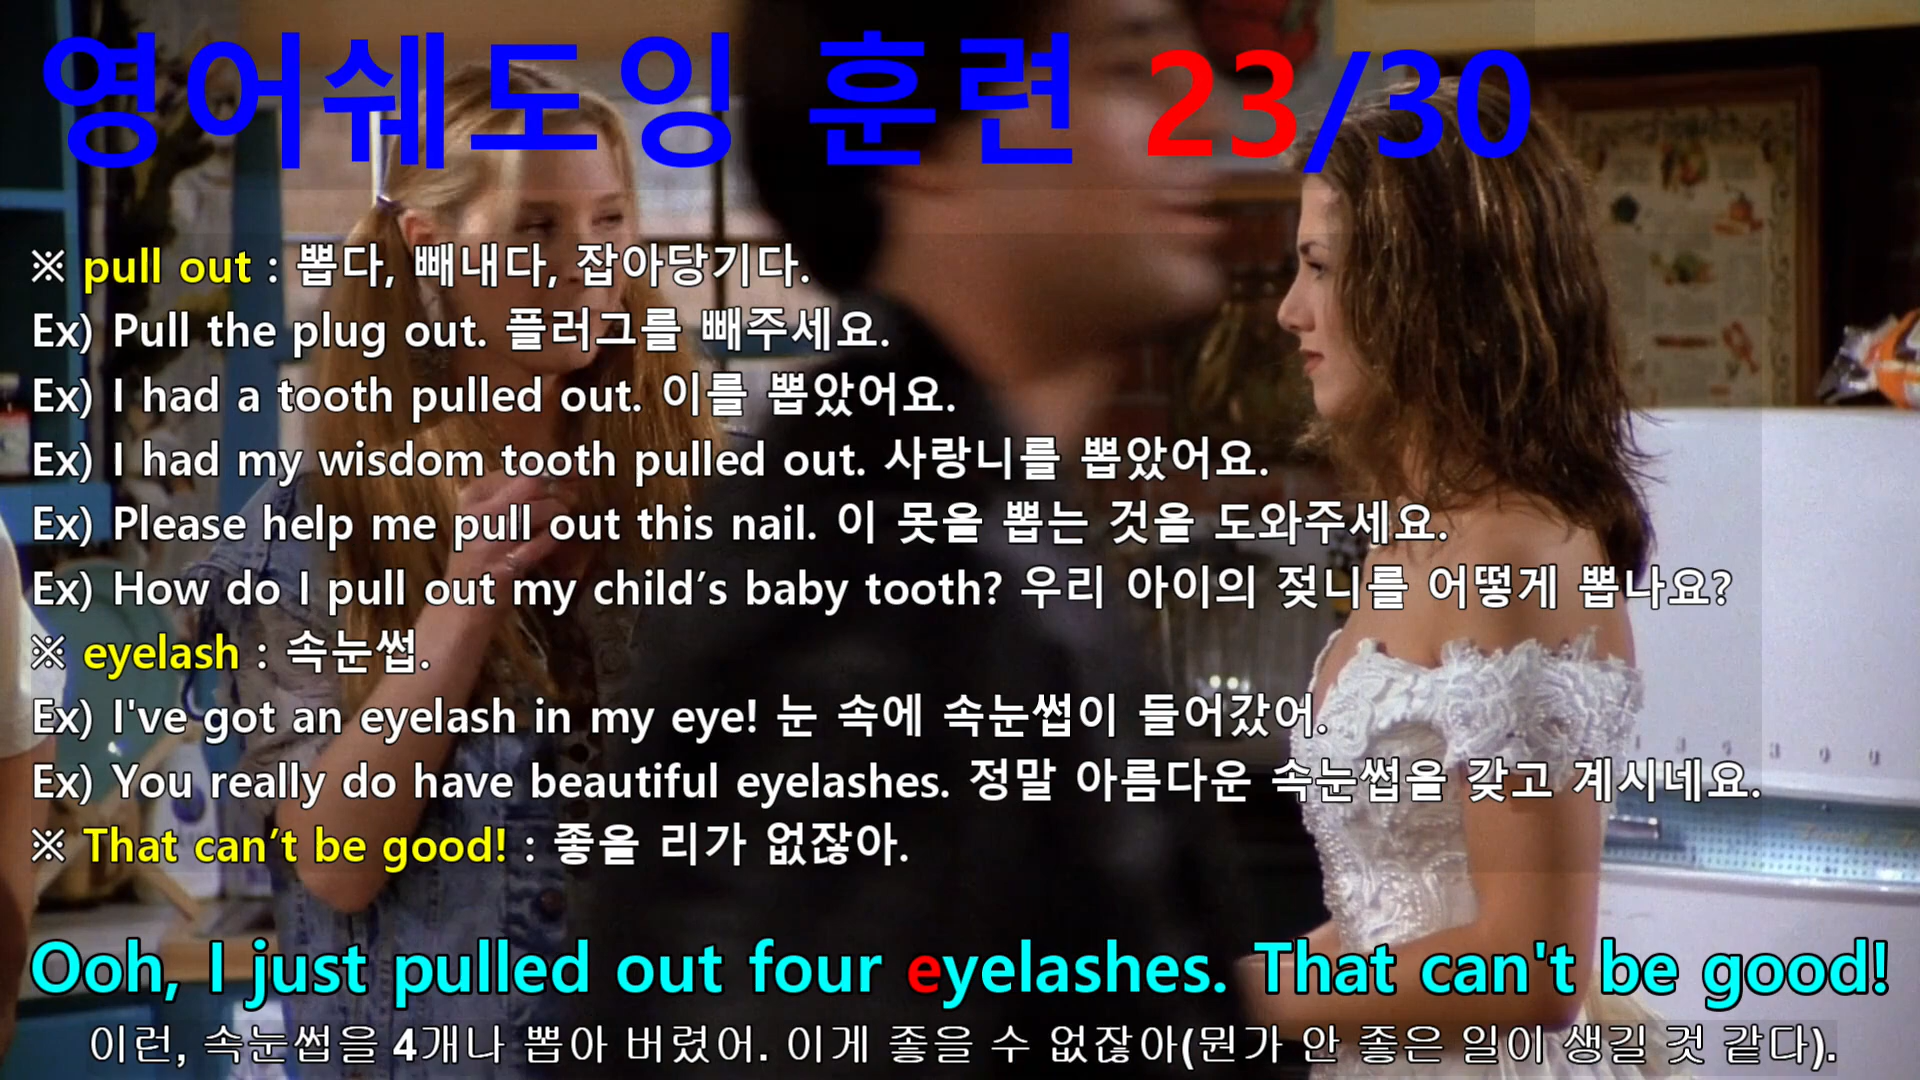 영어쉐도잉 훈련 23/30
※ pull out : 뽑다, 빼내다, 잡아당기다.
Ex) Pull the plug out. 플러그를 빼주세요.
Ex) I had a tooth pulled out. 이를 뽑았어요.
Ex) I had my wisdom tooth pulled out. 사랑니를 뽑았어요.
Ex) Please help me pull out this nail. 이 못을 뽑는 것을 도와주세요.
Ex) How do I pull out my child’s baby tooth? 우리 아이의 젖니를 어떻게 뽑나요?
※ eyelash : 속눈썹.
Ex) I've got an eyelash in my eye! 눈 속에 속눈썹이 들어갔어.
Ex) You really do have beautiful eyelashes. 정말 아름다운 속눈썹을 갖고 계시네요.
※ That can’t be good! : 좋을 리가 없잖아.
Ooh, I just pulled out four eyelashes. That can't be good!
이런, 속눈썹을 4개나 뽑아 버렸어. 이게 좋을 수 없잖아(뭔가 안 좋은 일이 생길 것 같다).